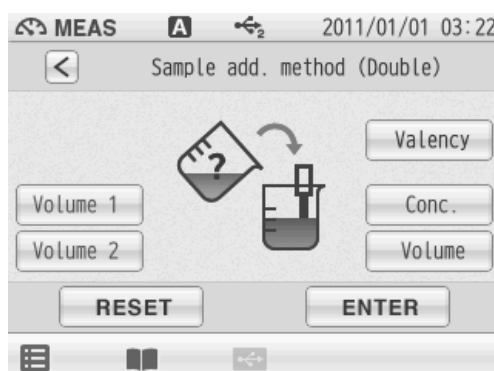 MEAS A 2 2011/01/01 03:22
Sample add. method (Double)
?
Valency
Volume 1 Conc.
Volume 2 Volume
RESET ENTER